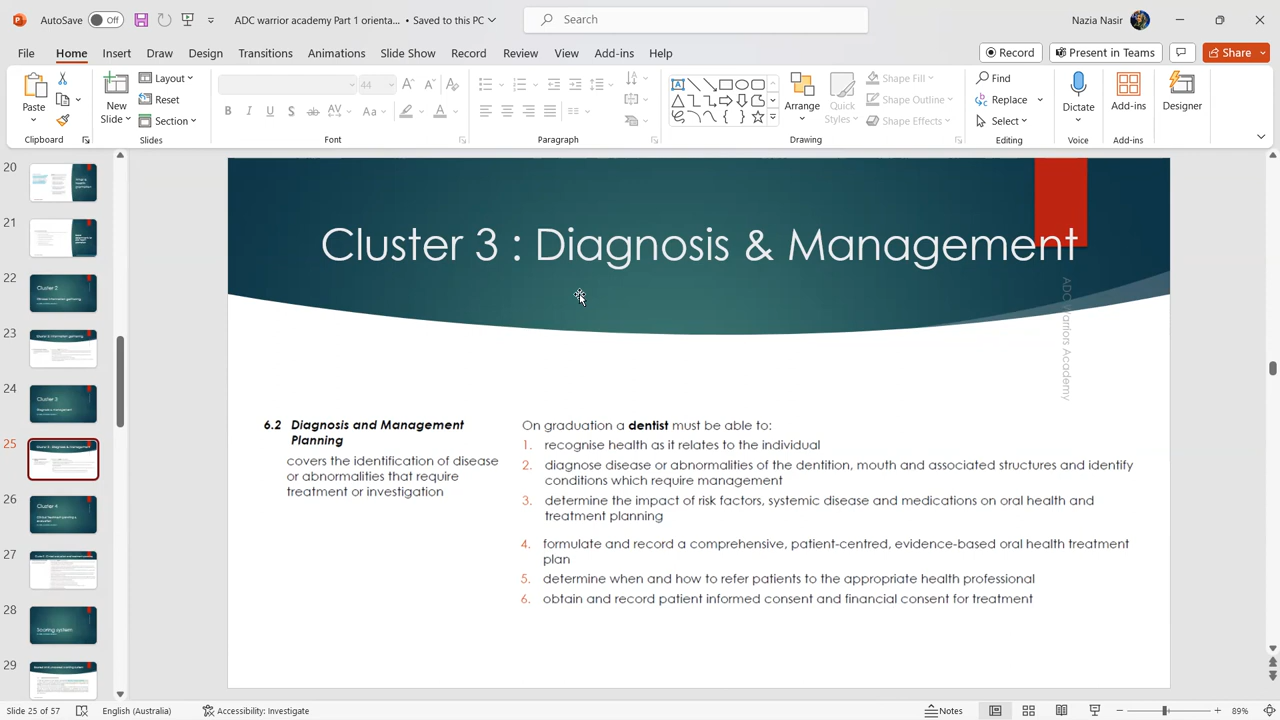 AutoSave Off ADC warrior academy Part 1 orienta... • Saved to this PC Search Nazia Nasir
File Home Insert Draw Design Transitions Animations Slide Show Record Review View Add-ins Help Record Present in Teams Share
Paste New Slide Layout Reset Section 44 Arrange Quick Styles Shape Fill Shape Outline Shape Effects Find Replace Select Dictate Add-ins Designer
Clipboard Slides Font Paragraph Drawing Editing Voice Add-ins
20
21
22
Cluster 2
23
24
Cluster 3
25
26
Cluster 4
27
28
Scoring system
29
Cluster 3 : Diagnosis & Management
ADC Warriors Academy
6.2 Diagnosis and Management
Planning
covers the identification of disease
or abnormalities that require
treatment or investigation
On graduation a dentist must be able to:
1. recognise health as it relates to the individual
2. diagnose disease or abnormalities of the dentition, mouth and associated structures and identify
conditions which require management
3. determine the impact of risk factors, systemic disease and medications on oral health and
treatment planning
4. formulate and record a comprehensive, patient-centred, evidence-based oral health treatment
plan
5. determine when and how to refer patients to the appropriate health professional
6. obtain and record patient informed consent and financial consent for treatment
Slide 25 of 57 English (Australia) Accessibility: Investigate Notes 89%